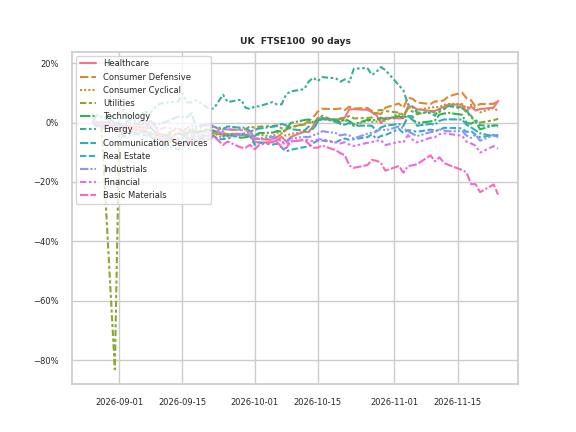 UK  FTSE100  90 days
20%
0%
−20%
−40%
−60%
−80%
Healthcare
Consumer Defensive
Consumer Cyclical
Utilities
Technology
Energy
Communication Services
Real Estate
Industrials
Financial
Basic Materials
2026-09-01
2026-09-15
2026-10-01
2026-10-15
2026-11-01
2026-11-15